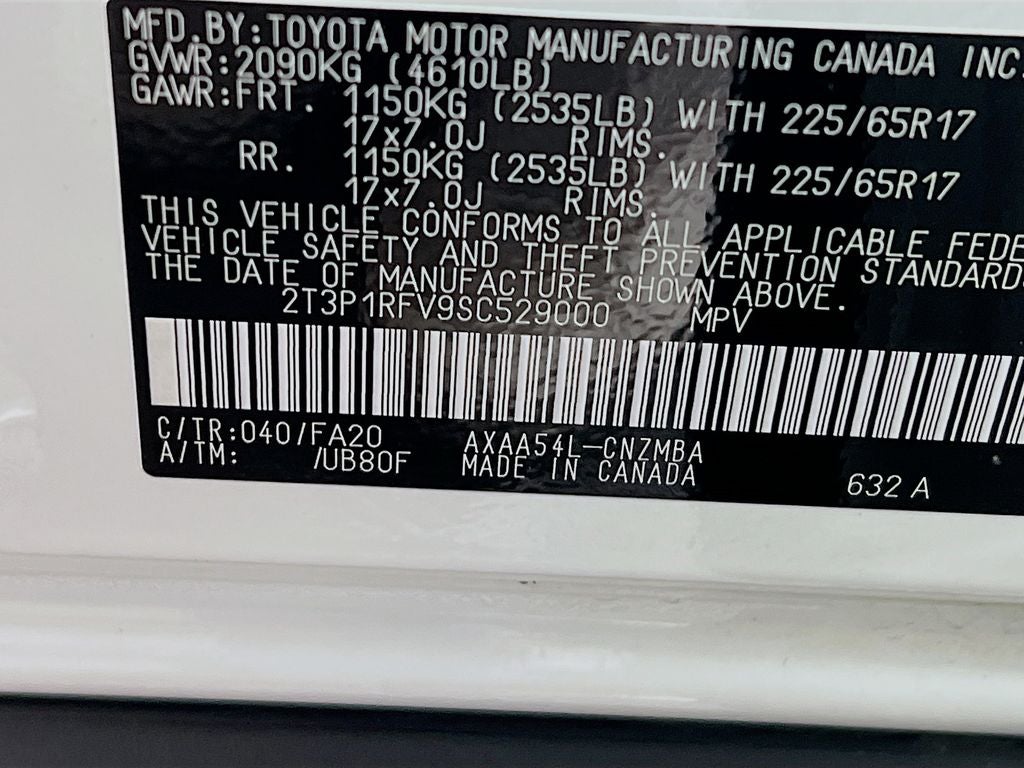 MFD.BY:TOYOTA MOTOR MANUFACTURING CANADA INC.
GVWR:2090KG (4610LB)
GAWR:FRT. 1150KG (2535LB) WITH 225/65R17
17x7.0J RIMS.
RR. 1150KG (2535LB) WITH 225/65R17
17x7.0J RIMS.
THIS VEHICLE CONFORMS TO ALL APPLICABLE FEDE
VEHICLE SAFETY AND THEFT PREVENTION STANDARDS
THE DATE OF MANUFACTURE SHOWN ABOVE.
2T3P1RFV9SC529000 MPV
C/TR:040/FA20 AXAA54L-CNZMBA
A/TM: /UB80F MADE IN CANADA
632 A